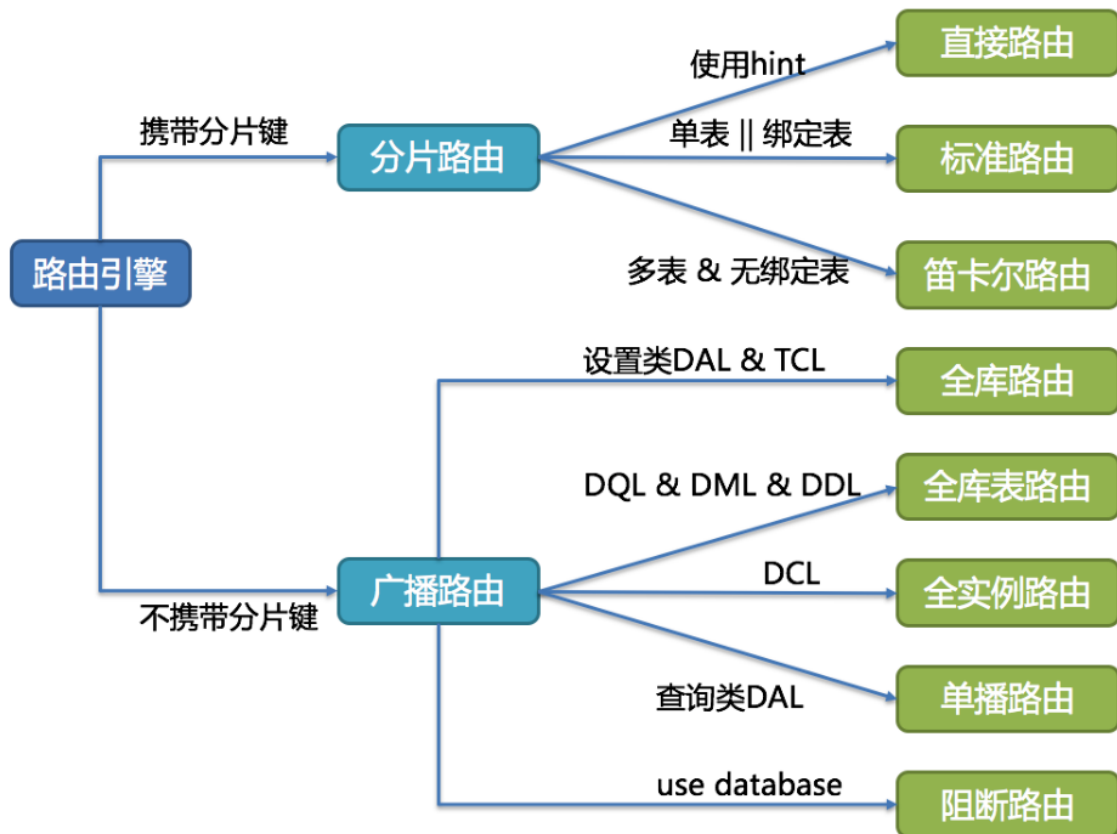 使用hint
直接路由
携带分片键
分片路由
单表 || 绑定表
标准路由
路由引擎
多表 & 无绑定表
笛卡尔路由
设置类DAL & TCL
全库路由
DQL & DML & DDL
全库表路由
不携带分片键
广播路由
DCL
全实例路由
查询类DAL
单播路由
use database
阻断路由